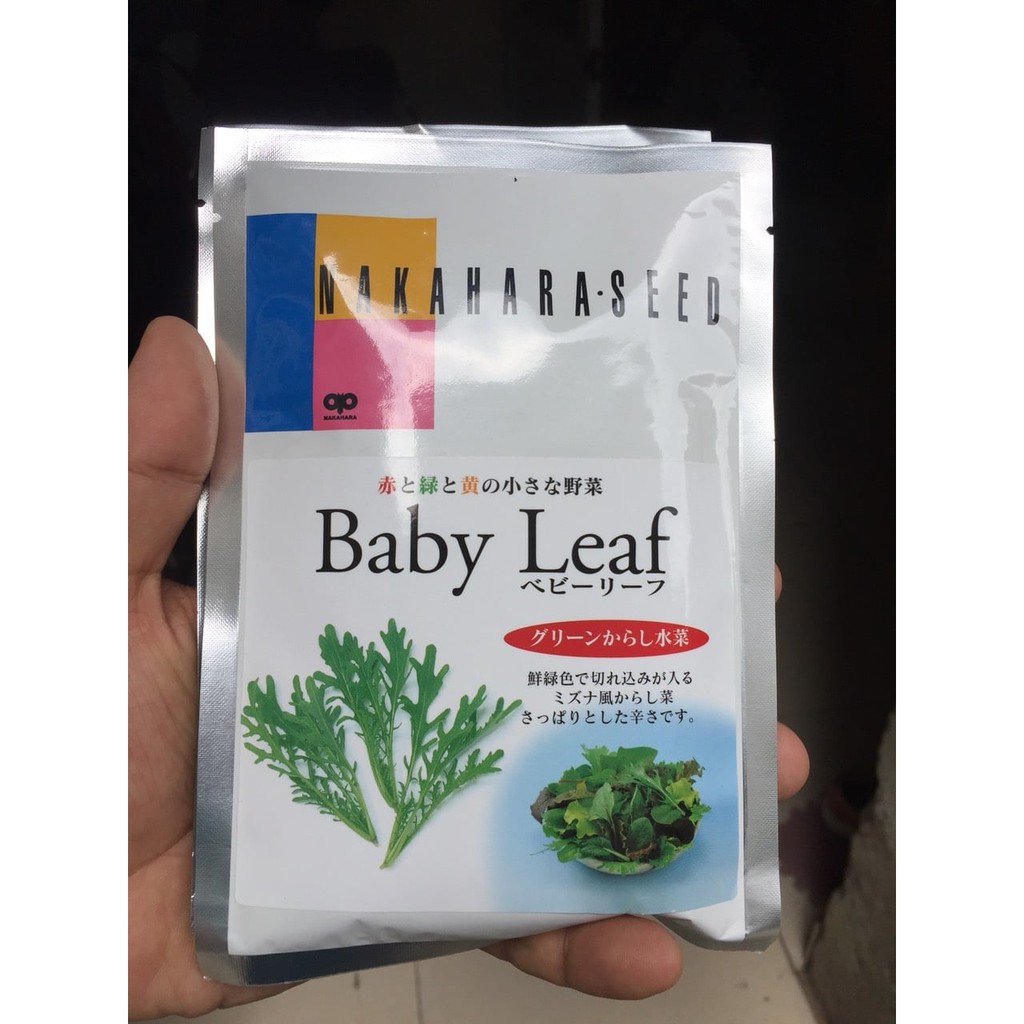 NAKAHARA・SEED
NAKAHARA
赤と緑と黄の小さな野菜
Baby Leaf
ベビーリーフ
グリーンからし水菜
鮮緑色で切れ込みが入る
ミズナ風からし菜
さっぱりとした辛さです。